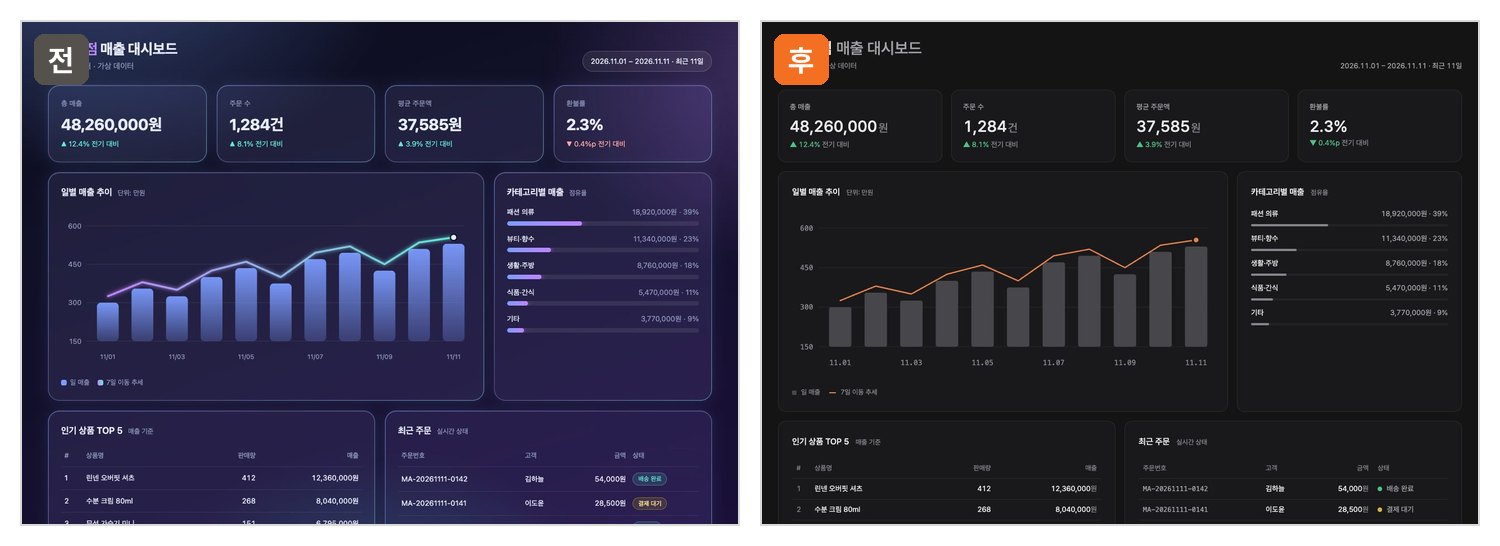 전
점 매출 대시보드
· 가상 데이터
2026.11.01 – 2026.11.11 · 최근 11일
총 매출
48,260,000원
▲ 12.4% 전기 대비
주문 수
1,284건
▲ 8.1% 전기 대비
평균 주문액
37,585원
▲ 3.9% 전기 대비
환불률
2.3%
▼ 0.4%p 전기 대비
일별 매출 추이 단위: 만원
600
450
300
150
11/01 11/03 11/05 11/07 11/09 11/11
일 매출 7일 이동 추세
카테고리별 매출 점유율
패션 의류 18,920,000원 · 39%
뷰티·향수 11,340,000원 · 23%
생활·주방 8,760,000원 · 18%
식품·간식 5,470,000원 · 11%
기타 3,770,000원 · 9%
인기 상품 TOP 5 매출 기준
# 상품명 판매량 매출
1 린넨 오버핏 셔츠 412 12,360,000원
2 수분 크림 80ml 268 8,040,000원
최근 주문 실시간 상태
주문번호 고객 금액 상태
MA-20261111-0142 김하늘 54,000원 배송 완료
MA-20261111-0141 이도윤 28,500원 결제 대기
후
매출 대시보드
가상 데이터
2026.11.01 – 2026.11.11 · 최근 11일
총 매출
48,260,000원
▲ 12.4% 전기 대비
주문 수
1,284건
▲ 8.1% 전기 대비
평균 주문액
37,585원
▲ 3.9% 전기 대비
환불률
2.3%
▼ 0.4%p 전기 대비
일별 매출 추이 단위: 만원
600
450
300
150
11.01 11.03 11.05 11.07 11.09 11.11
일 매출 7일 이동 추세
카테고리별 매출 점유율
패션 의류 18,920,000원 · 39%
뷰티·향수 11,340,000원 · 23%
생활·주방 8,760,000원 · 18%
식품·간식 5,470,000원 · 11%
기타 3,770,000원 · 9%
인기 상품 TOP 5 매출 기준
# 상품명 판매량 매출
1 린넨 오버핏 셔츠 412 12,360,000원
2 수분 크림 80ml 268 8,040,000원
최근 주문 실시간 상태
주문번호 고객 금액 상태
MA-20261111-0142 김하늘 54,000원 배송 완료
MA-20261111-0141 이도윤 28,500원 결제 대기